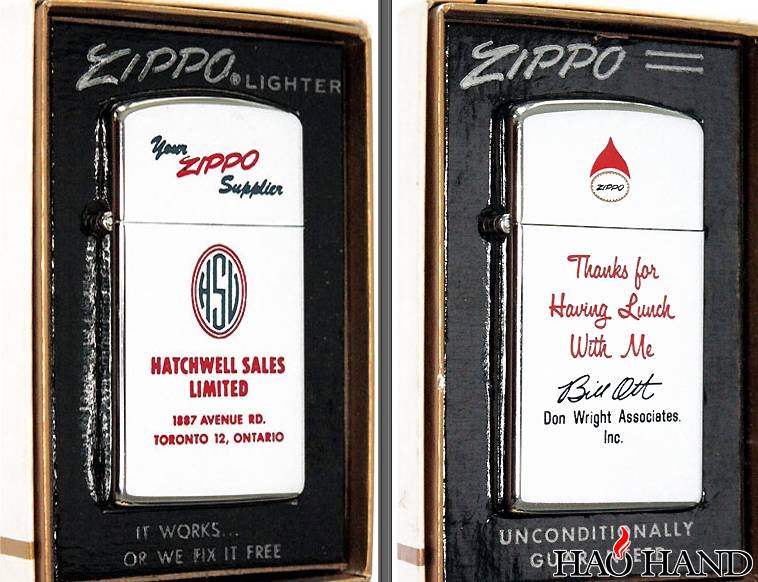 ZIPPO® LIGHTER
Your
ZIPPO
Supplier
HSL
HATCHWELL SALES
LIMITED
1887 AVENUE RD.
TORONTO 12, ONTARIO
IT WORKS...
OR WE FIX IT FREE
ZIPPO
ZIPPO
Thanks for
Having Lunch
With Me
Bill Ott
Don Wright Associates.
Inc.
UNCONDITIONALLY
HAO HAND